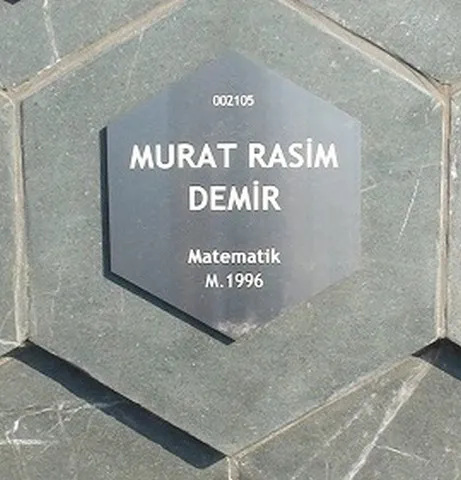 002105
MURAT RASİM
DEMİR
Matematik
M.1996